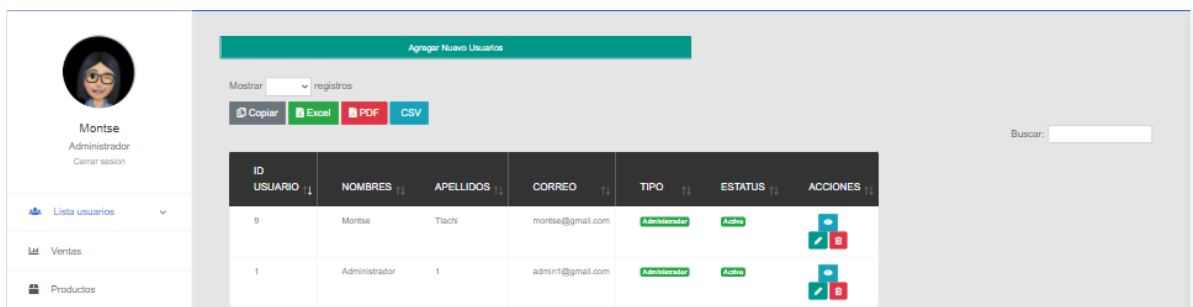 Agregar Nuevo Usuarios
Mostrar registros
Copiar Excel PDF CSV
Buscar:
Montse
Administrador
Cerrar sesion
Lista usuarios
Ventas
Productos
ID USUARIO NOMBRES APELLIDOS CORREO TIPO ESTATUS ACCIONES
9 Montse Tlachi montse@gmail.com Administrador Activo
1 Administrador 1 admin1@gmail.com Administrador Activo